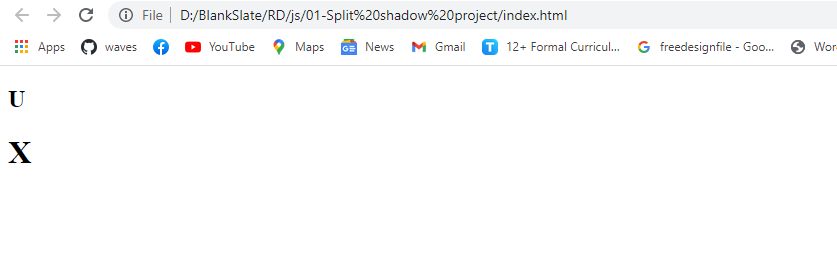 File D:/BlankSlate/RD/js/01-Split%20shadow%20project/index.html
Apps waves YouTube Maps News Gmail T 12+ Formal Curricul... G freedesignfile - Goo... Wor
U
X